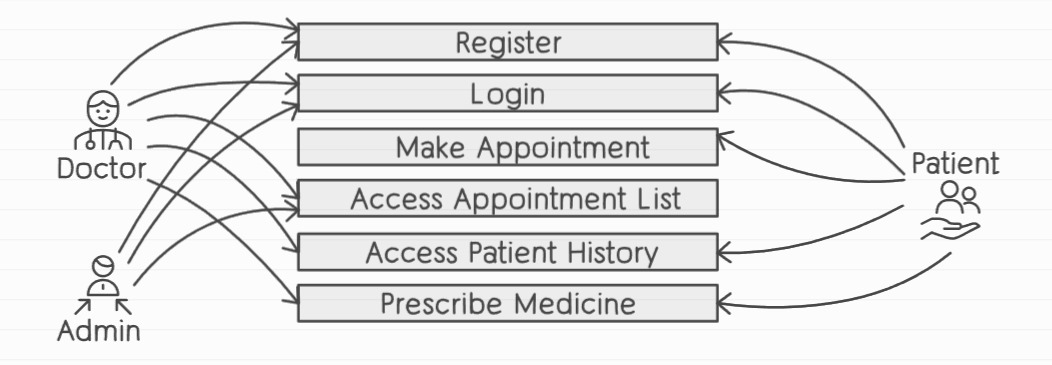 Register
Login
Make Appointment
Access Appointment List
Access Patient History
Prescribe Medicine
Doctor
Admin
Patient